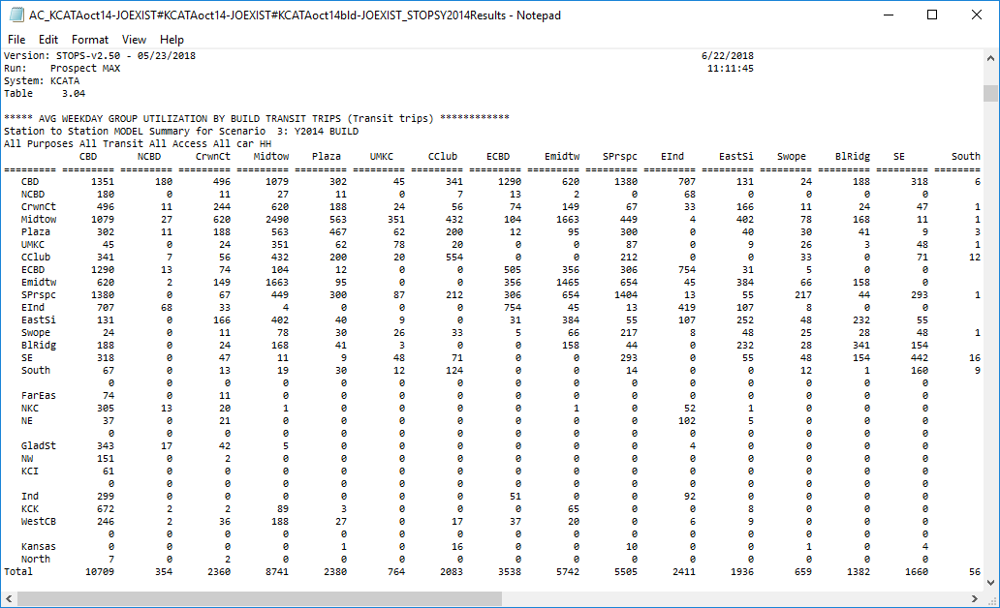 AC_KCATAoct14-JOEXIST#KCATAoct14-JOEXIST#KCATAoct14bld-JOEXIST_STOPSY2014Results - Notepad
File Edit Format View Help
Version: STOPS-v2.50 - 05/23/2018 6/22/2018
Run: Prospect MAX 11:11:45
System: KCATA
Table 3.04
***** AVG WEEKDAY GROUP UTILIZATION BY BUILD TRANSIT TRIPS (Transit trips) ************
Station to Station MODEL Summary for Scenario 3: Y2014 BUILD
All Purposes All Transit All Access All car HH
CBD NCBD CrwnCt Midtow Plaza UMKC CClub ECBD Emidtw SPrspc EInd EastSi Swope BlRidg SE South
========= ========= ========= ========= ========= ========= ========= ========= ========= ========= ========= ========= ========= ========= ========= ========
CBD 1351 180 496 1079 302 45 341 1290 620 1380 707 131 24 188 318 6
NCBD 180 0 11 27 11 0 7 13 2 0 68 0 0 0 0
CrwnCt 496 11 244 620 188 24 56 74 149 67 33 166 11 24 47 1
Midtow 1079 27 620 2490 563 351 432 104 1663 449 4 402 78 168 11 1
Plaza 302 11 188 563 467 62 200 12 95 300 0 40 30 41 9 3
UMKC 45 0 24 351 62 78 20 0 0 87 0 9 26 3 48 1
CClub 341 7 56 432 200 20 554 0 0 212 0 0 33 0 71 12
ECBD 1290 13 74 104 12 0 0 505 356 306 754 31 5 0 0
Emidtw 620 2 149 1663 95 0 0 356 1465 654 45 384 66 158 0
SPrspc 1380 0 67 449 300 87 212 306 654 1404 13 55 217 44 293 1
EInd 707 68 33 4 0 0 0 754 45 13 419 107 8 0 0
EastSi 131 0 166 402 40 9 0 31 384 55 107 252 48 232 55
Swope 24 0 11 78 30 26 33 5 66 217 8 48 25 28 48 1
BlRidg 188 0 24 168 41 3 0 0 158 44 0 232 28 341 154
SE 318 0 47 11 9 48 71 0 0 293 0 55 48 154 442 16
South 67 0 13 19 30 12 124 0 0 14 0 0 12 1 160 9
0 0 0 0 0 0 0 0 0 0 0 0 0 0 0
FarEas 74 0 11 0 0 0 0 0 0 0 0 0 0 0 0
NKC 305 13 20 1 0 0 0 0 1 0 52 1 0 0 0
NE 37 0 21 0 0 0 0 0 0 0 102 5 0 0 0
0 0 0 0 0 0 0 0 0 0 0 0 0 0 0
GladSt 343 17 42 5 0 0 0 0 0 0 4 0 0 0 0
NW 151 0 2 0 0 0 0 0 0 0 0 0 0 0 0
KCI 61 0 0 0 0 0 0 0 0 0 0 0 0 0 0
0 0 0 0 0 0 0 0 0 0 0 0 0 0 0
Ind 299 0 0 0 0 0 0 51 0 0 92 0 0 0 0
KCK 672 2 2 89 3 0 0 0 65 0 0 8 0 0 0
WestCB 246 2 36 188 27 0 17 37 20 0 6 9 0 0 0
0 0 0 0 0 0 0 0 0 0 0 0 0 0 0
Kansas 0 0 0 0 1 0 16 0 0 10 0 0 1 0 4
North 7 0 2 0 0 0 0 0 0 0 0 0 0 0 0
Total 10709 354 2360 8741 2380 764 2083 3538 5742 5505 2411 1936 659 1382 1660 56